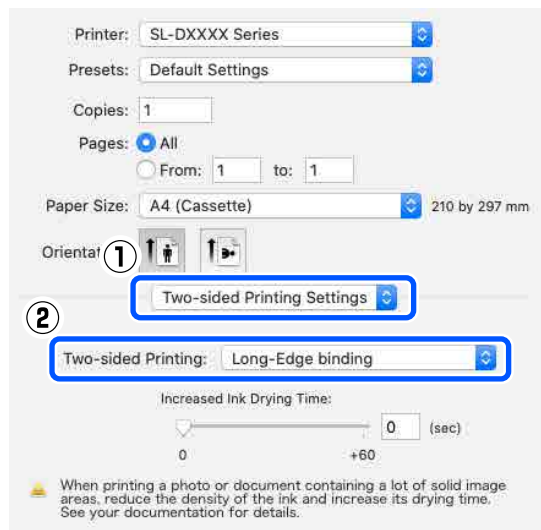 Printer: SL-DXXXX Series
Presets: Default Settings
Copies: 1
Pages: All
From: 1 to: 1
Paper Size: A4 (Cassette) 210 by 297 mm
Orientat
1
Two-sided Printing Settings
2
Two-sided Printing: Long-Edge binding
Increased Ink Drying Time:
0 (sec)
0 +60
When printing a photo or document containing a lot of solid image
areas, reduce the density of the ink and increase its drying time.
See your documentation for details.